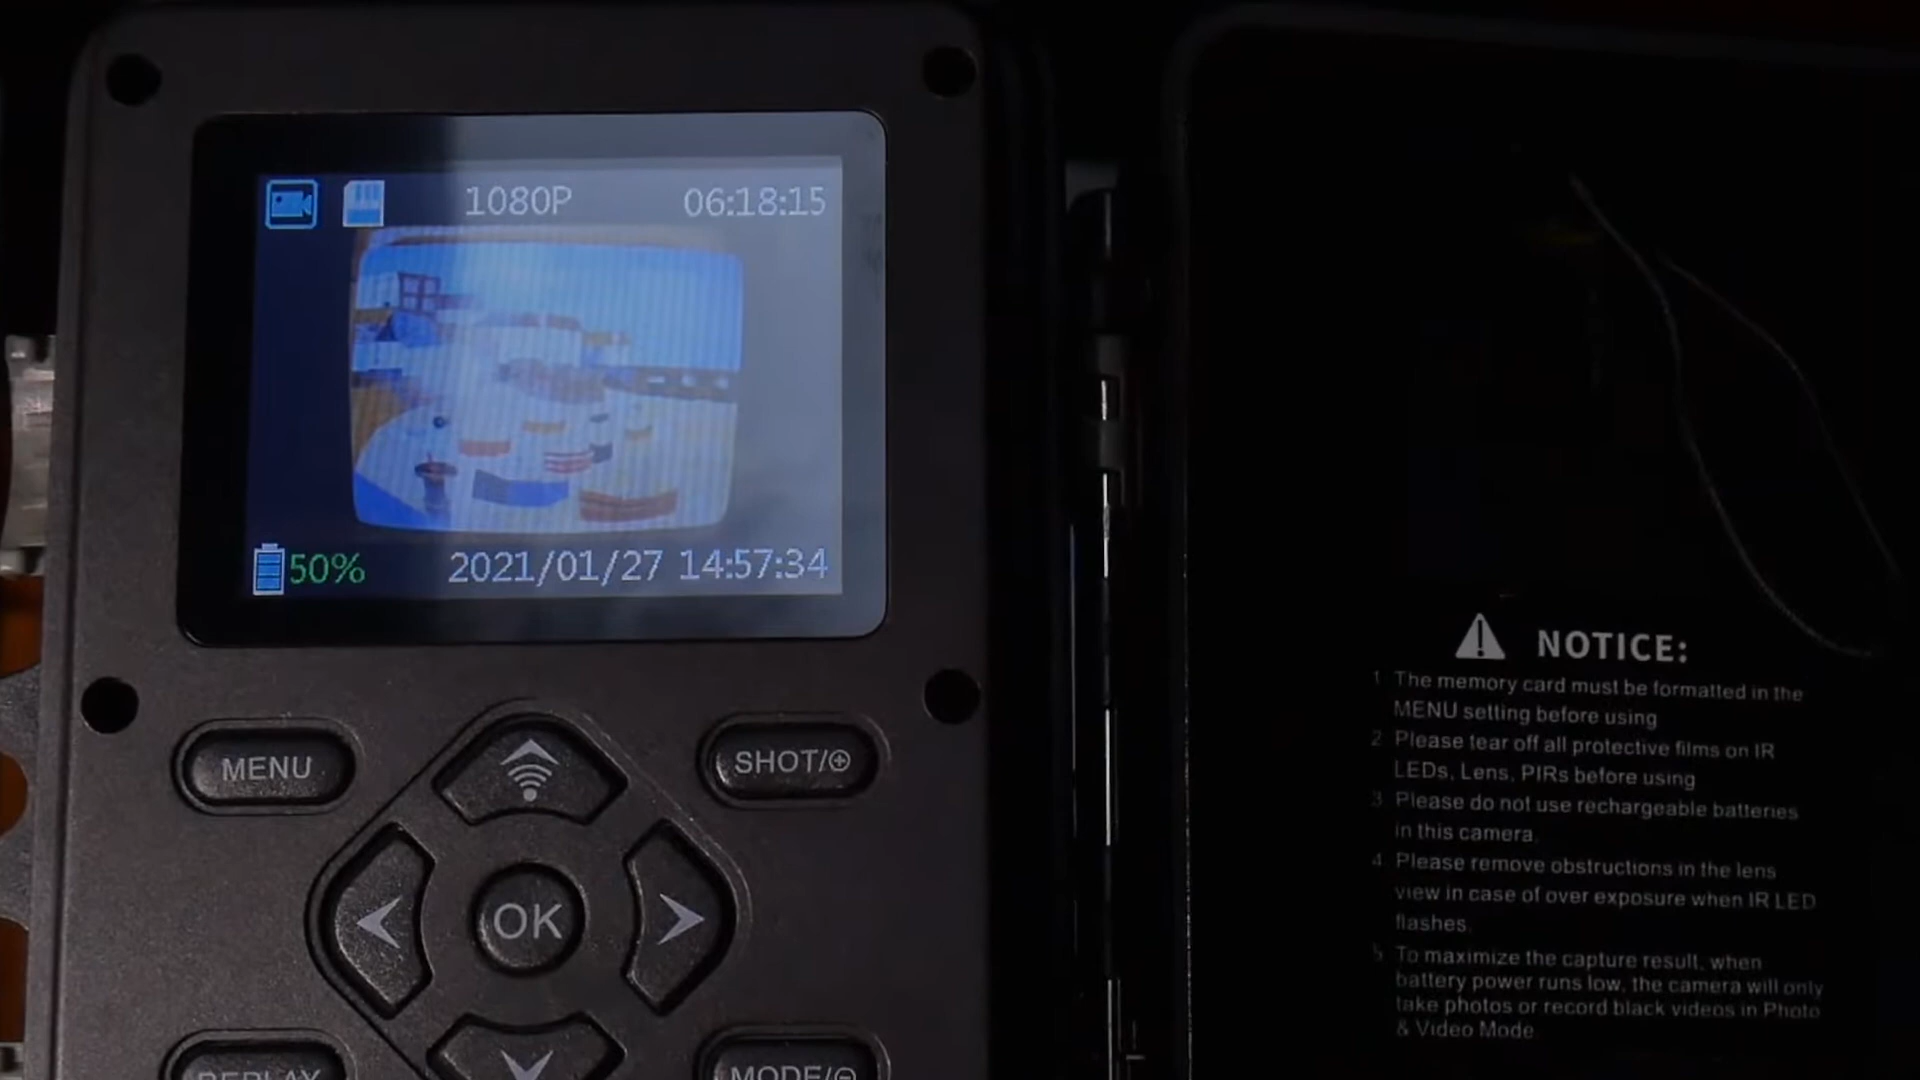 1080P 06:18:15
50% 2021/01/27 14:57:34
MENU
SHOT/⊕
OK
REPLAY
MODE/⊖
NOTICE:
1 The memory card must be formatted in the
MENU setting before using
2 Please tear off all protective films on IR
LEDs, Lens, PIRs before using
3 Please do not use rechargeable batteries
in this camera.
4 Please remove obstructions in the lens
view in case of over exposure when IR LED
flashes.
5 To maximize the capture result, when
battery power runs low, the camera will only
take photos or record black videos in Photo
& Video Mode